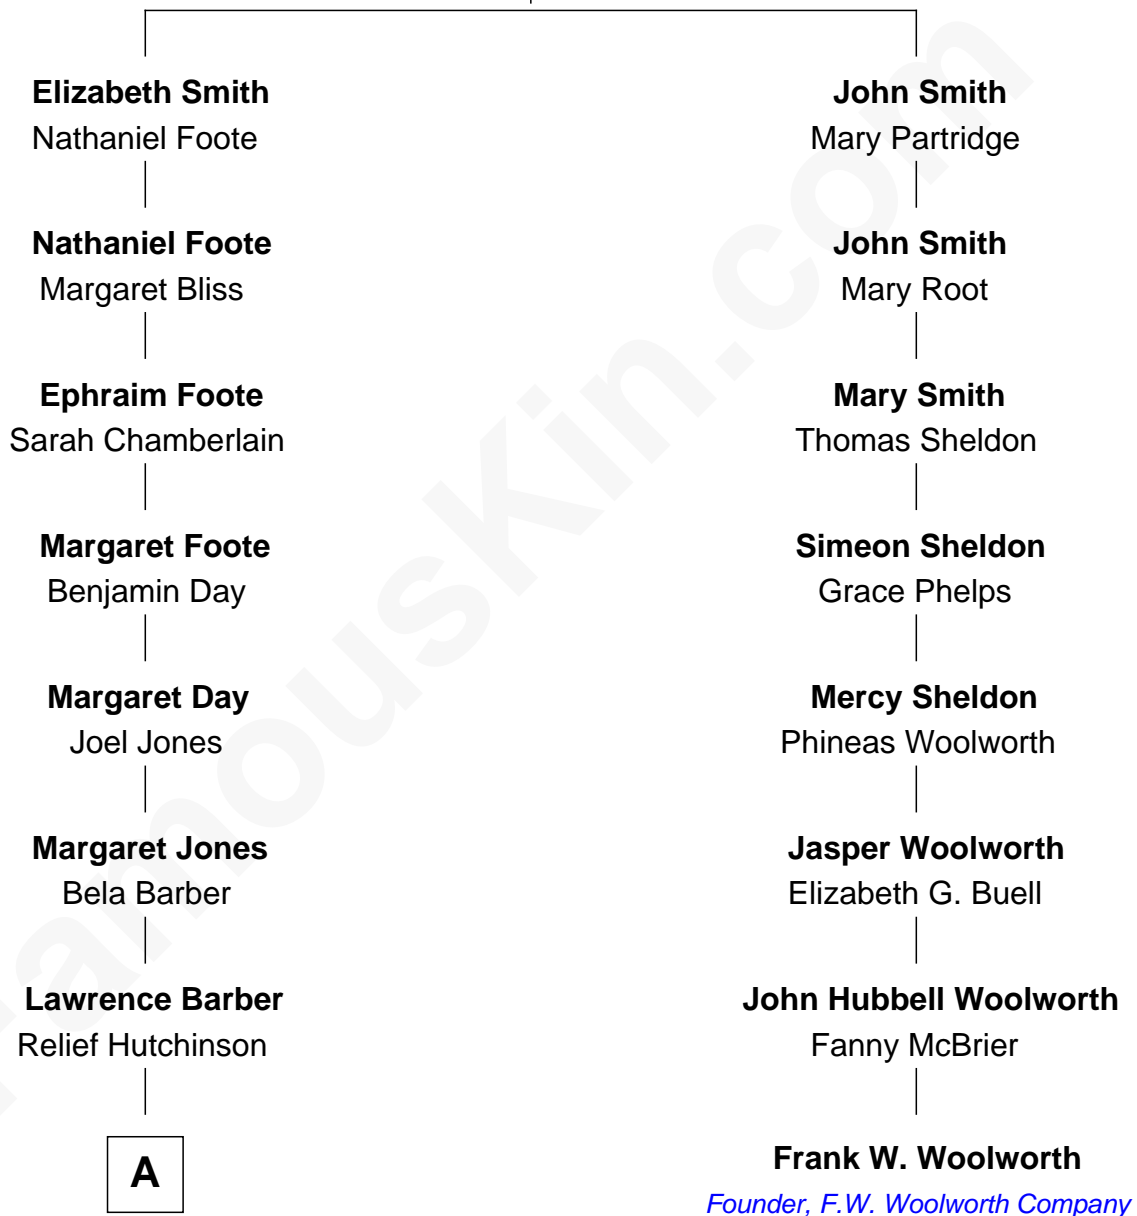 Elizabeth Smith
Nathaniel Foote
Nathaniel Foote
Margaret Bliss
Ephraim Foote
Sarah Chamberlain
Margaret Foote
Benjamin Day
Margaret Day
Joel Jones
Margaret Jones
Bela Barber
Lawrence Barber
Relief Hutchinson
A
John Smith
Mary Partridge
John Smith
Mary Root
Mary Smith
Thomas Sheldon
Simeon Sheldon
Grace Phelps
Mercy Sheldon
Phineas Woolworth
Jasper Woolworth
Elizabeth G. Buell
John Hubbell Woolworth
Fanny McBrier
Frank W. Woolworth
Founder, F.W. Woolworth Company
FamousKin.com